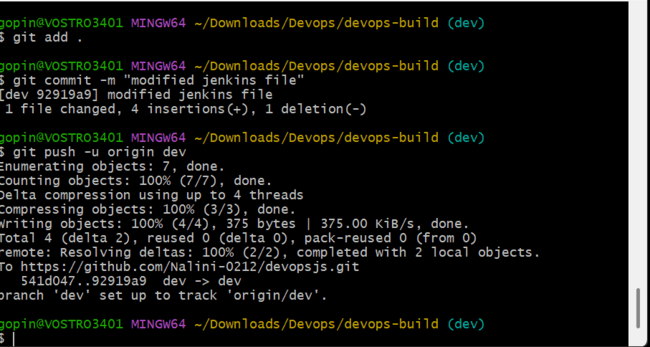 gopin@VOSTRO3401 MINGW64 ~/Downloads/Devops/devops-build (dev)
$ git add .
gopin@VOSTRO3401 MINGW64 ~/Downloads/Devops/devops-build (dev)
$ git commit -m "modified jenkins file"
[dev 92919a9] modified jenkins file
1 file changed, 4 insertions(+), 1 deletion(-)
gopin@VOSTRO3401 MINGW64 ~/Downloads/Devops/devops-build (dev)
$ git push -u origin dev
Enumerating objects: 7, done.
Counting objects: 100% (7/7), done.
Delta compression using up to 4 threads
Compressing objects: 100% (3/3), done.
Writing objects: 100% (4/4), 375 bytes | 375.00 KiB/s, done.
Total 4 (delta 2), reused 0 (delta 0), pack-reused 0 (from 0)
remote: Resolving deltas: 100% (2/2), completed with 2 local objects.
To https://github.com/Nalini-0212/devopsjs.git
541d047..92919a9  dev -> dev
branch 'dev' set up to track 'origin/dev'.
gopin@VOSTRO3401 MINGW64 ~/Downloads/Devops/devops-build (dev)
$